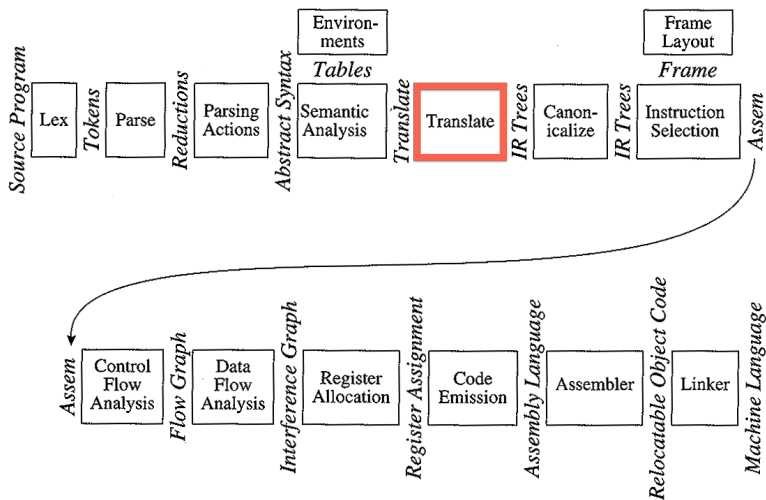 Environ-
ments
Frame
Layout
Tables
Frame
Source Program
Lex
Tokens
Parse
Reductions
Parsing
Actions
Abstract Syntax
Semantic
Analysis
Translate
Translate
IR Trees
Canon-
icalize
IR Trees
Instruction
Selection
Assem
Assem
Control
Flow
Analysis
Flow Graph
Data
Flow
Analysis
Interference Graph
Register
Allocation
Register Assignment
Code
Emission
Assembly Language
Assembler
Relocatable Object Code
Linker
Machine Language